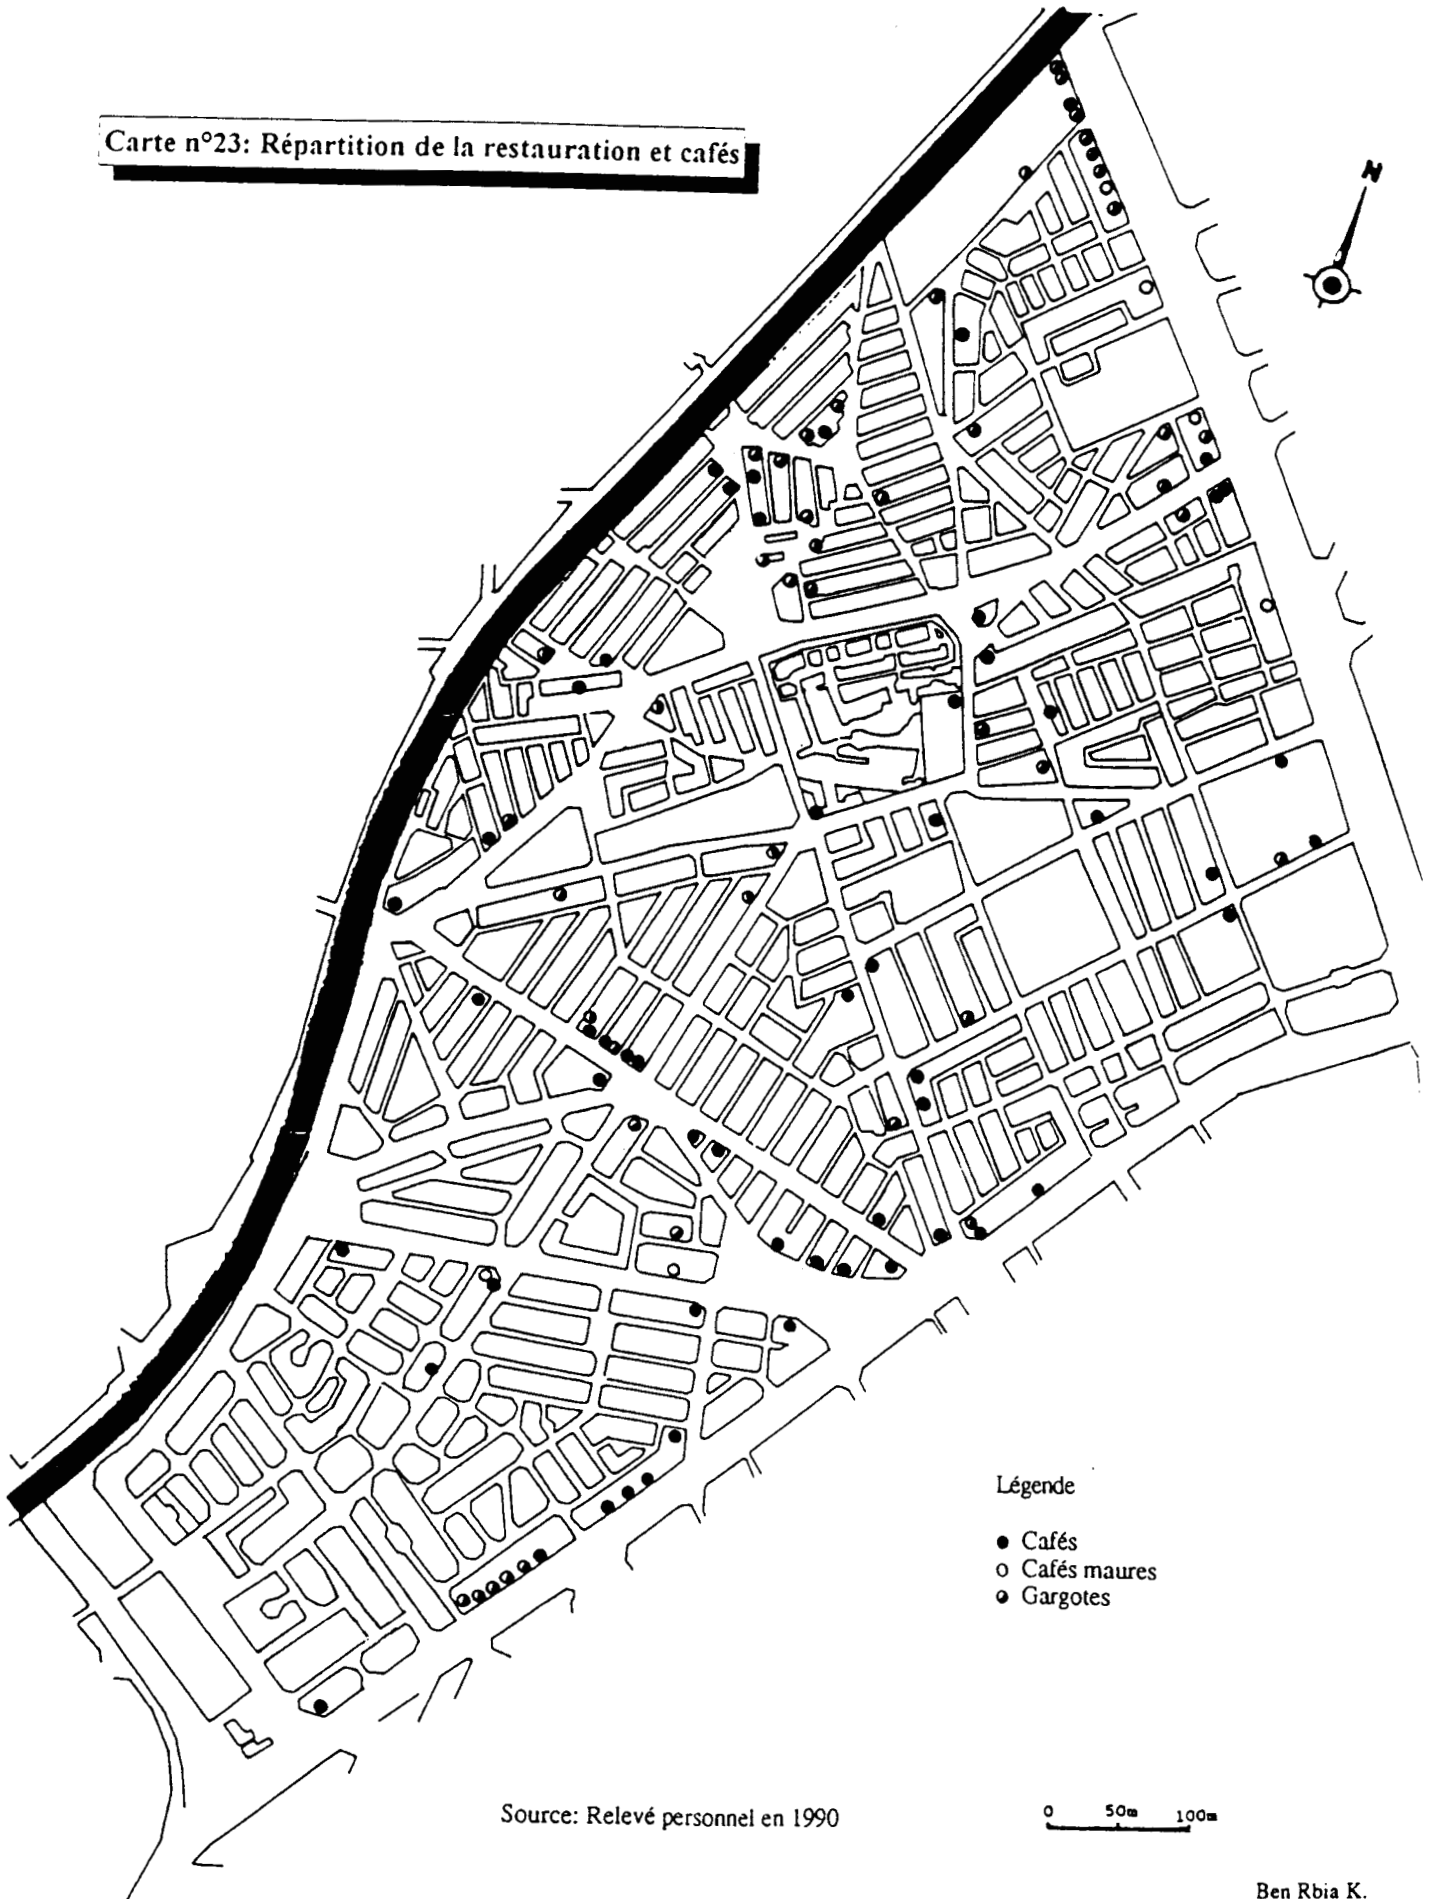 Carte n°23: Répartition de la restauration et cafés
N
Légende
Cafés
Cafés maures
Gargotes
Source: Relevé personnel en 1990
0 50m 100m
Ben Rbia K.